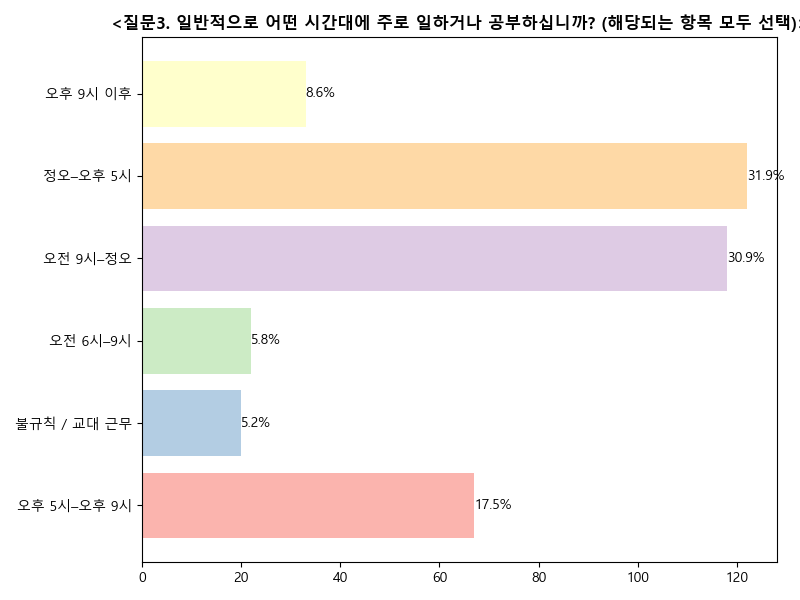 <질문3. 일반적으로 어떤 시간대에 주로 일하거나 공부하십니까? (해당되는 항목 모두 선택)>
오후 9시 이후
8.6%
정오–오후 5시
31.9%
오전 9시–정오
30.9%
오전 6시–9시
5.8%
불규칙 / 교대 근무
5.2%
오후 5시–오후 9시
17.5%
0 20 40 60 80 100 120